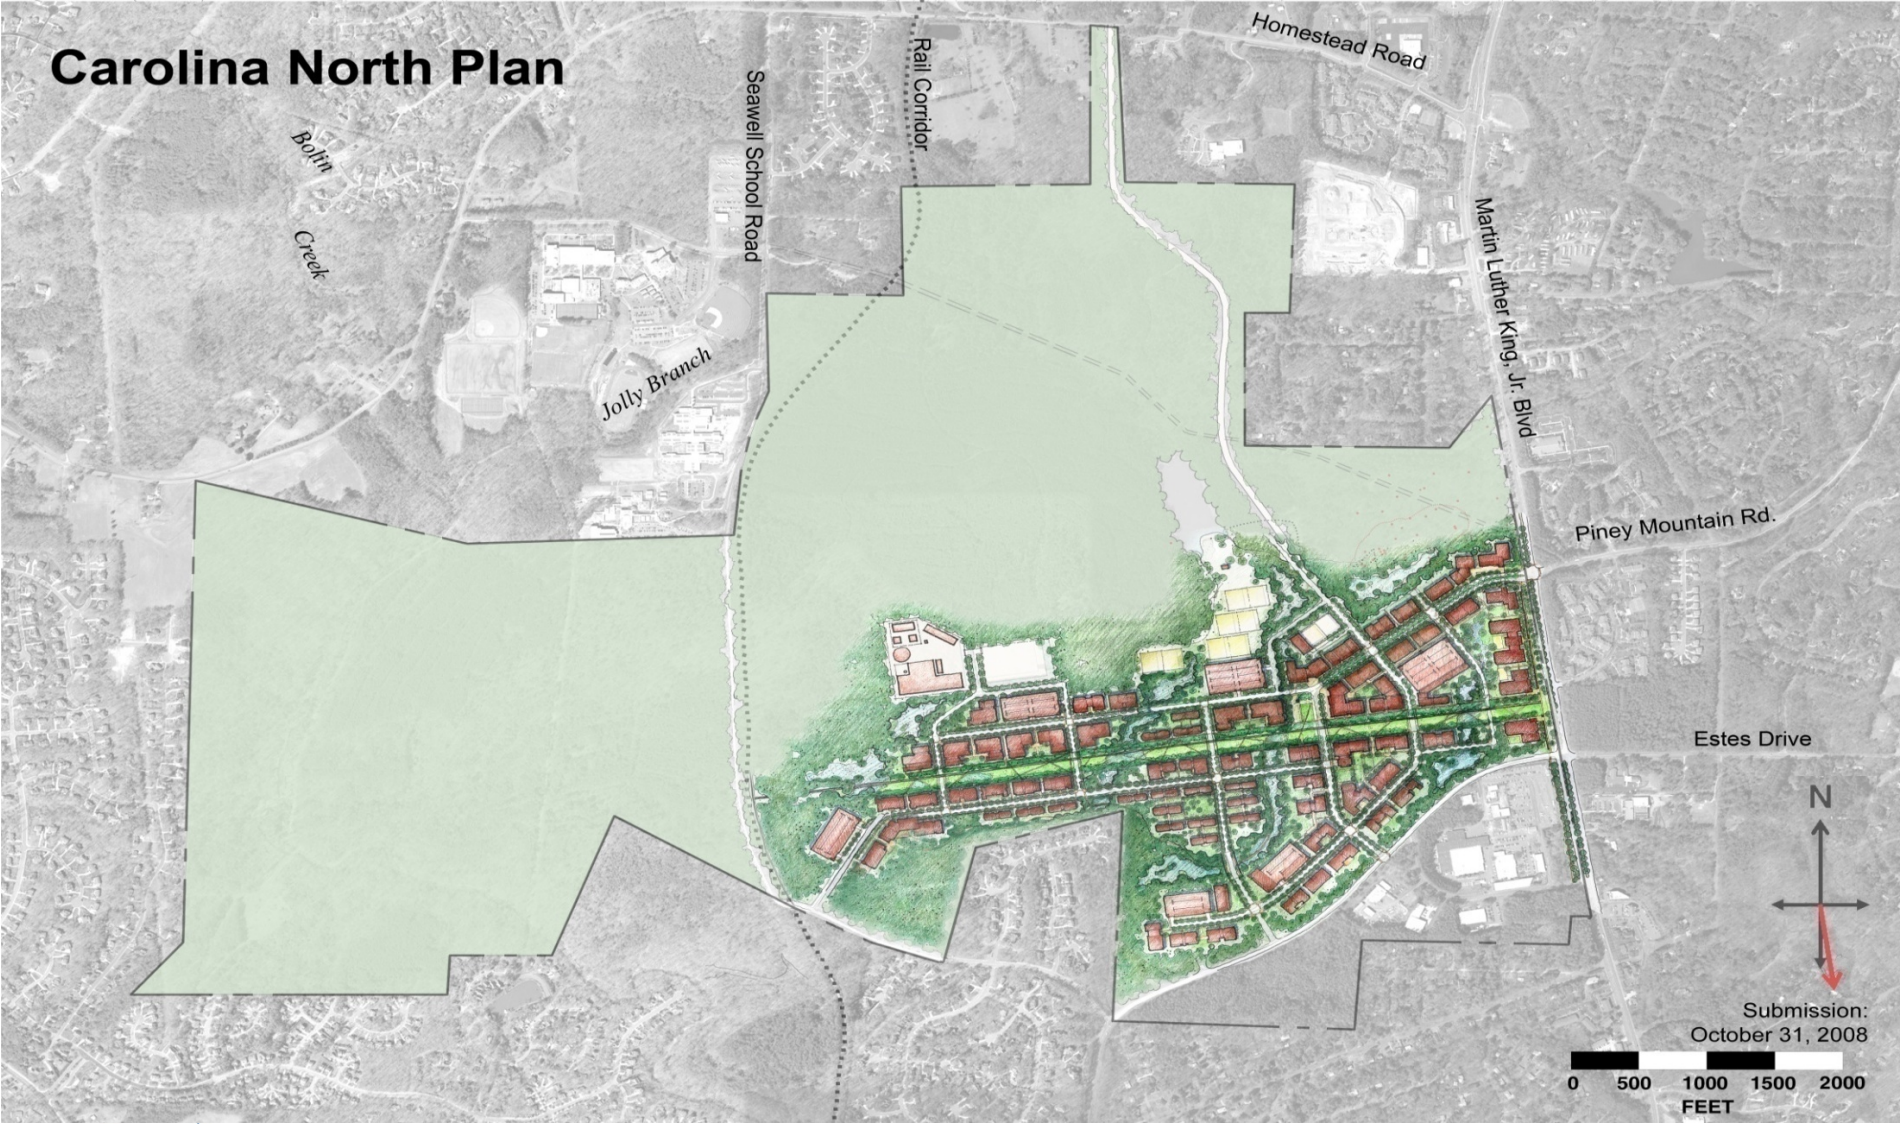 Carolina North Plan
Homestead Road
Rail Corridor
Seawell School Road
Bolin
Creek
Martin Luther King, Jr. Blvd
Jolly Branch
Piney Mountain Rd.
Estes Drive
N
Submission:
October 31, 2008
0 500 1000 1500 2000
FEET